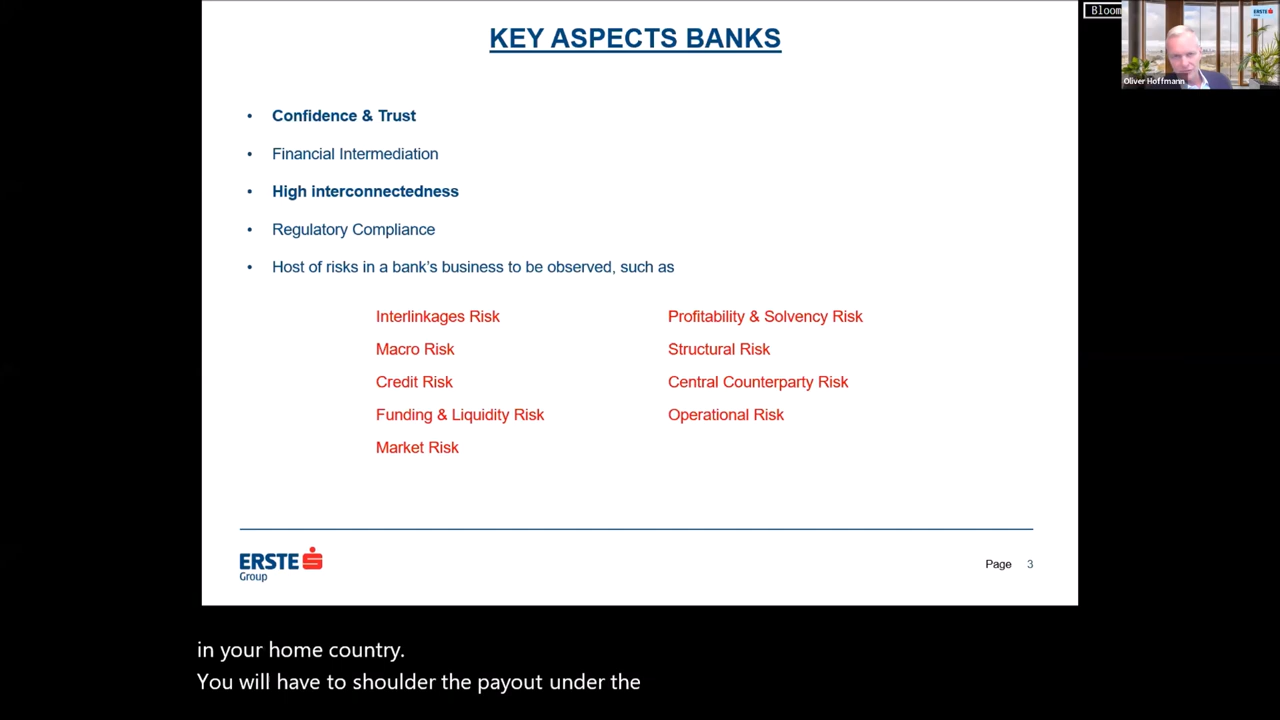 KEY ASPECTS BANKS
Bloom
ERSTE
Oliver Hoffmann
• Confidence & Trust
• Financial Intermediation
• High interconnectedness
• Regulatory Compliance
• Host of risks in a bank's business to be observed, such as
Interlinkages Risk
Profitability & Solvency Risk
Macro Risk
Structural Risk
Credit Risk
Central Counterparty Risk
Funding & Liquidity Risk
Operational Risk
Market Risk
ERSTE
Group
Page 3
in your home country.
You will have to shoulder the payout under the